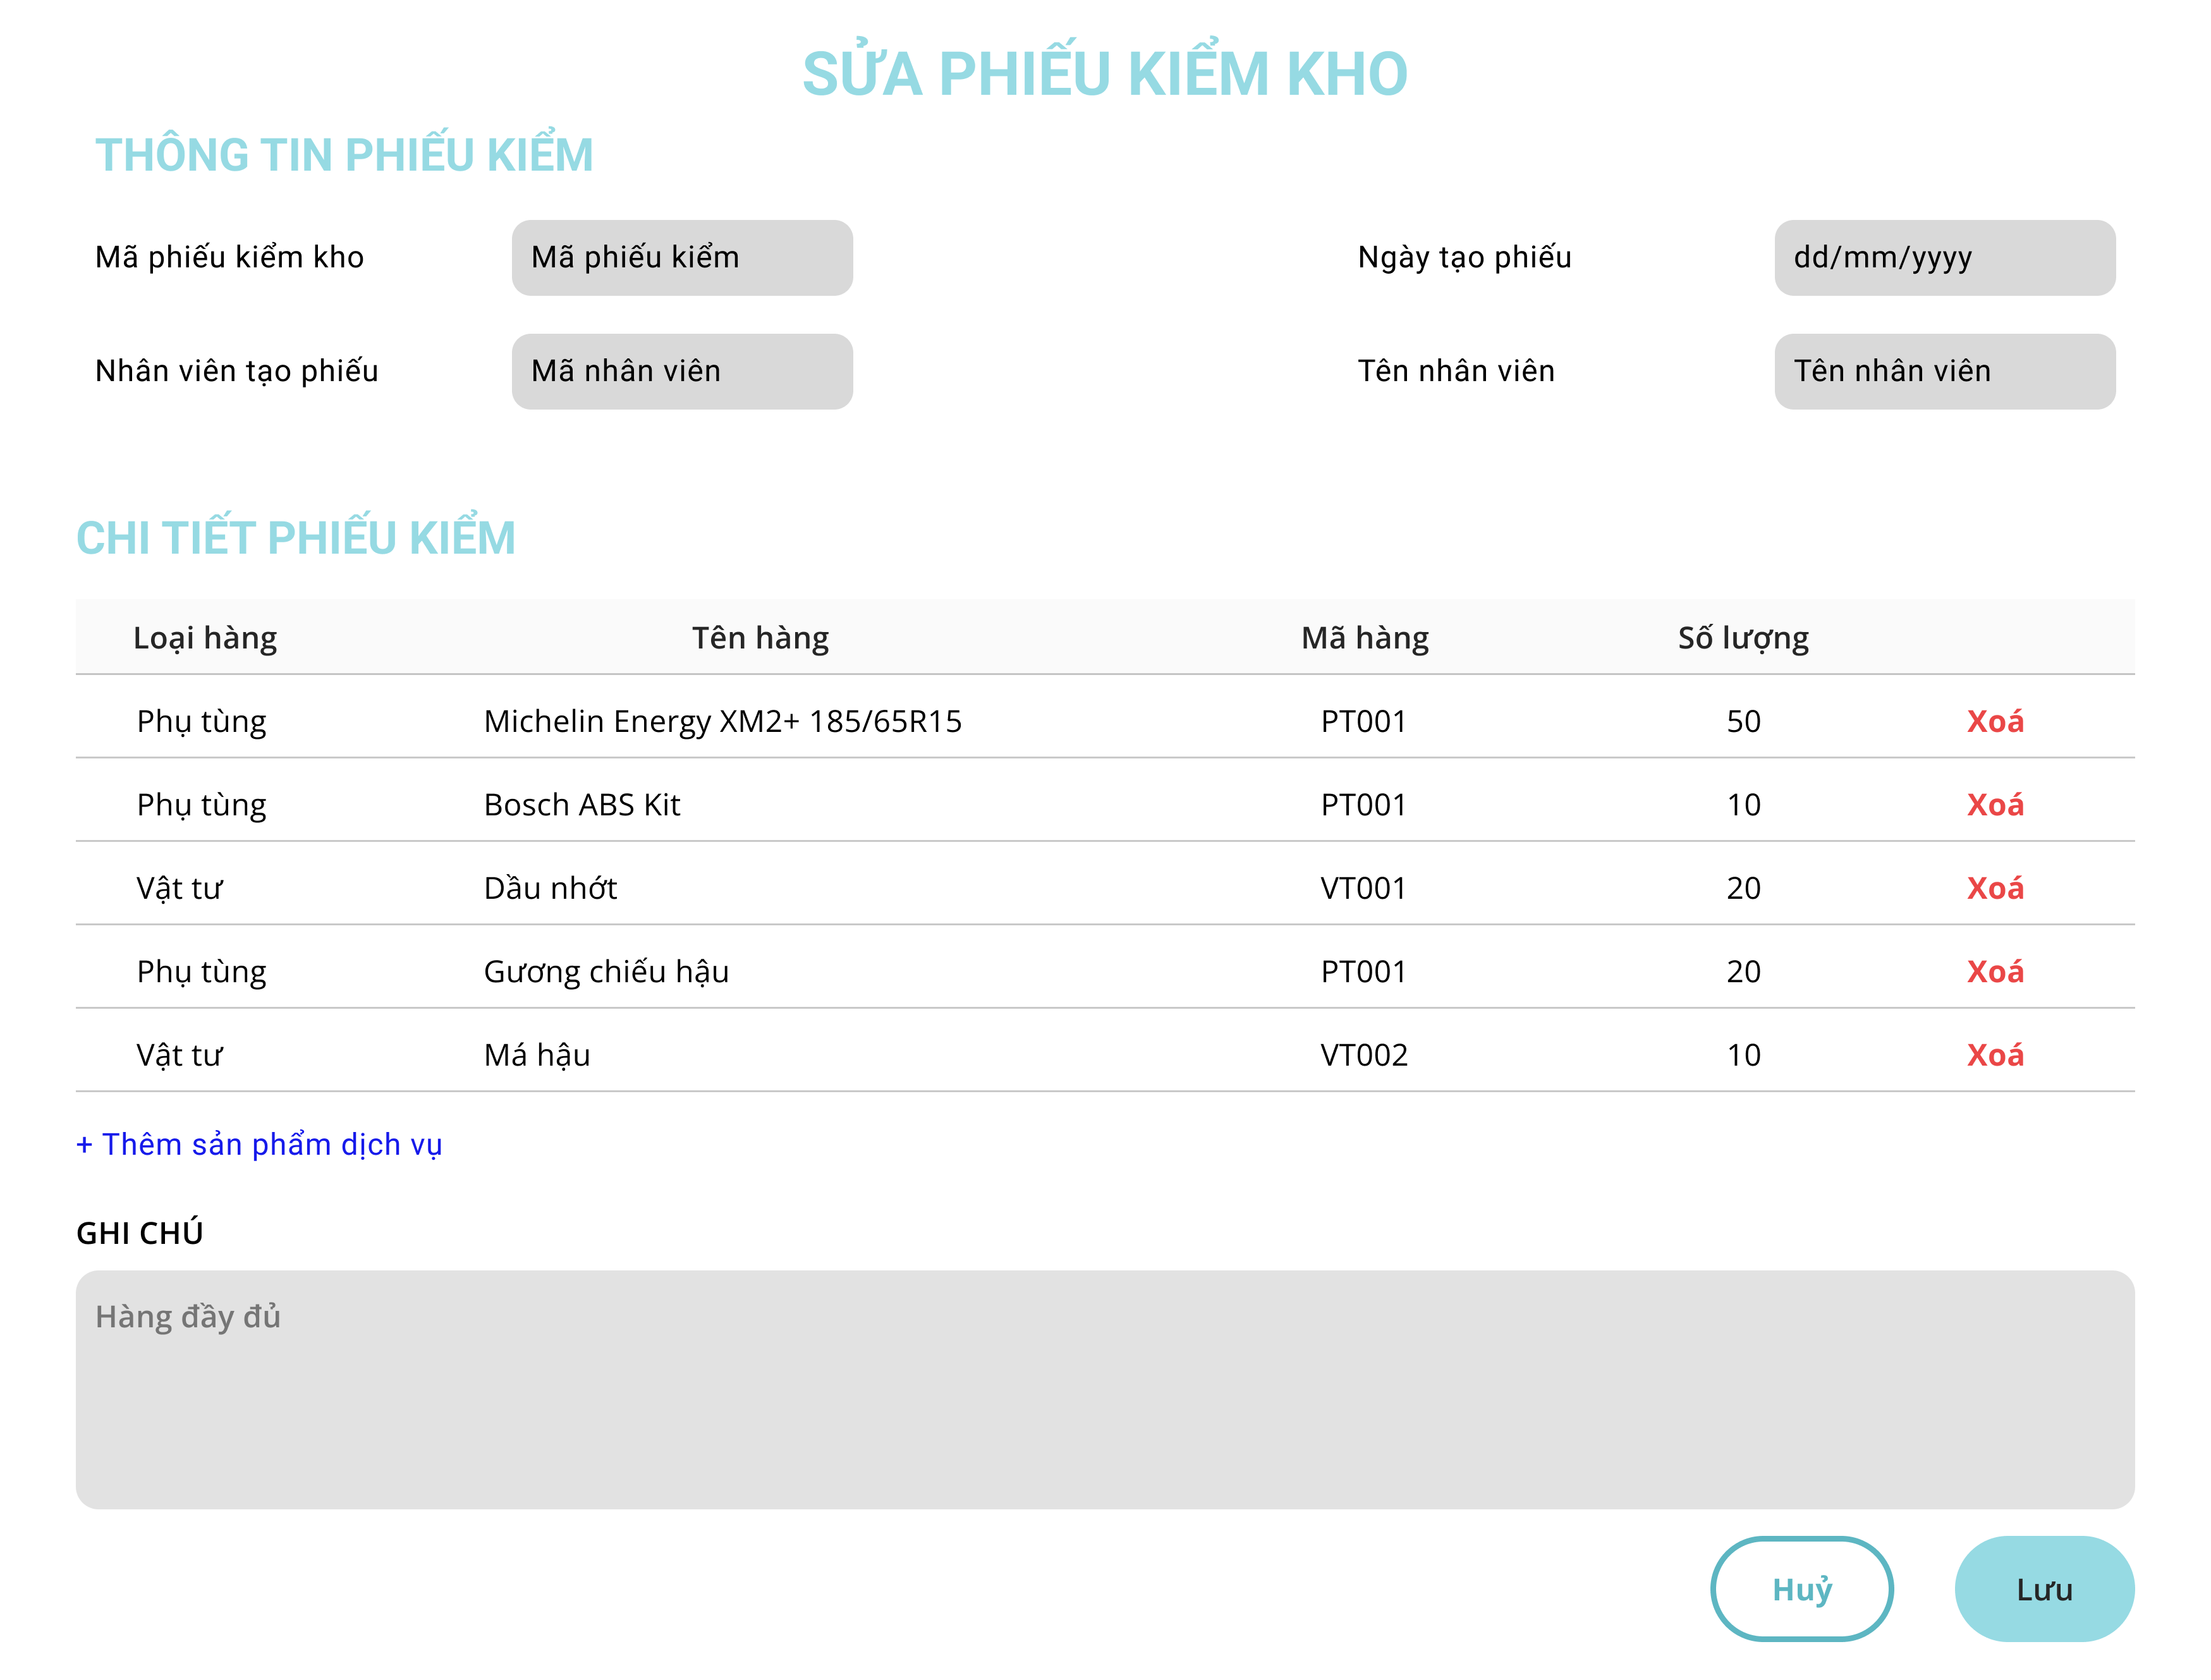 SỬA PHIẾU KIỂM KHO
THÔNG TIN PHIẾU KIỂM
Mã phiếu kiểm kho Mã phiếu kiểm Ngày tạo phiếu dd/mm/yyyy
Nhân viên tạo phiếu Mã nhân viên Tên nhân viên Tên nhân viên
CHI TIẾT PHIẾU KIỂM
Loại hàng Tên hàng Mã hàng Số lượng
Phụ tùng Michelin Energy XM2+ 185/65R15 PT001 50 Xoá
Phụ tùng Bosch ABS Kit PT001 10 Xoá
Vật tư Dầu nhớt VT001 20 Xoá
Phụ tùng Gương chiếu hậu PT001 20 Xoá
Vật tư Má hậu VT002 10 Xoá
+ Thêm sản phẩm dịch vụ
GHI CHÚ
Hàng đầy đủ
Huỷ Lưu